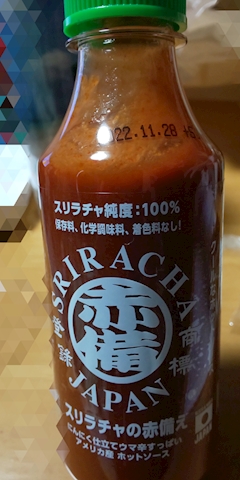 22.11.28
スリラチャ純度：100%
保存料、化学調味料、着色料なし!
SRIRACHA
赤備
登録
商標
JAPAN
スリラチャの赤備え
にんにく仕立てウマ辛すっぱい
アメリカ産 ホットソース
JAPAN